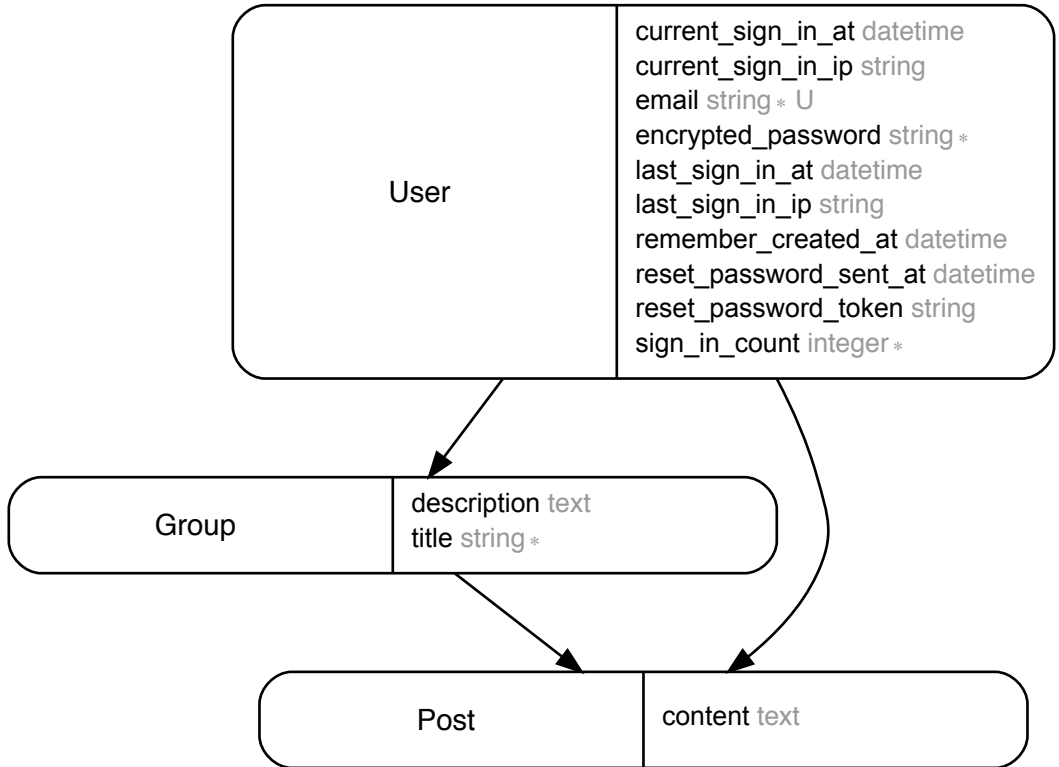 User
current_sign_in_at datetime
current_sign_in_ip string
email string * U
encrypted_password string *
last_sign_in_at datetime
last_sign_in_ip string
remember_created_at datetime
reset_password_sent_at datetime
reset_password_token string
sign_in_count integer *
Group
description text
title string *
Post
content text